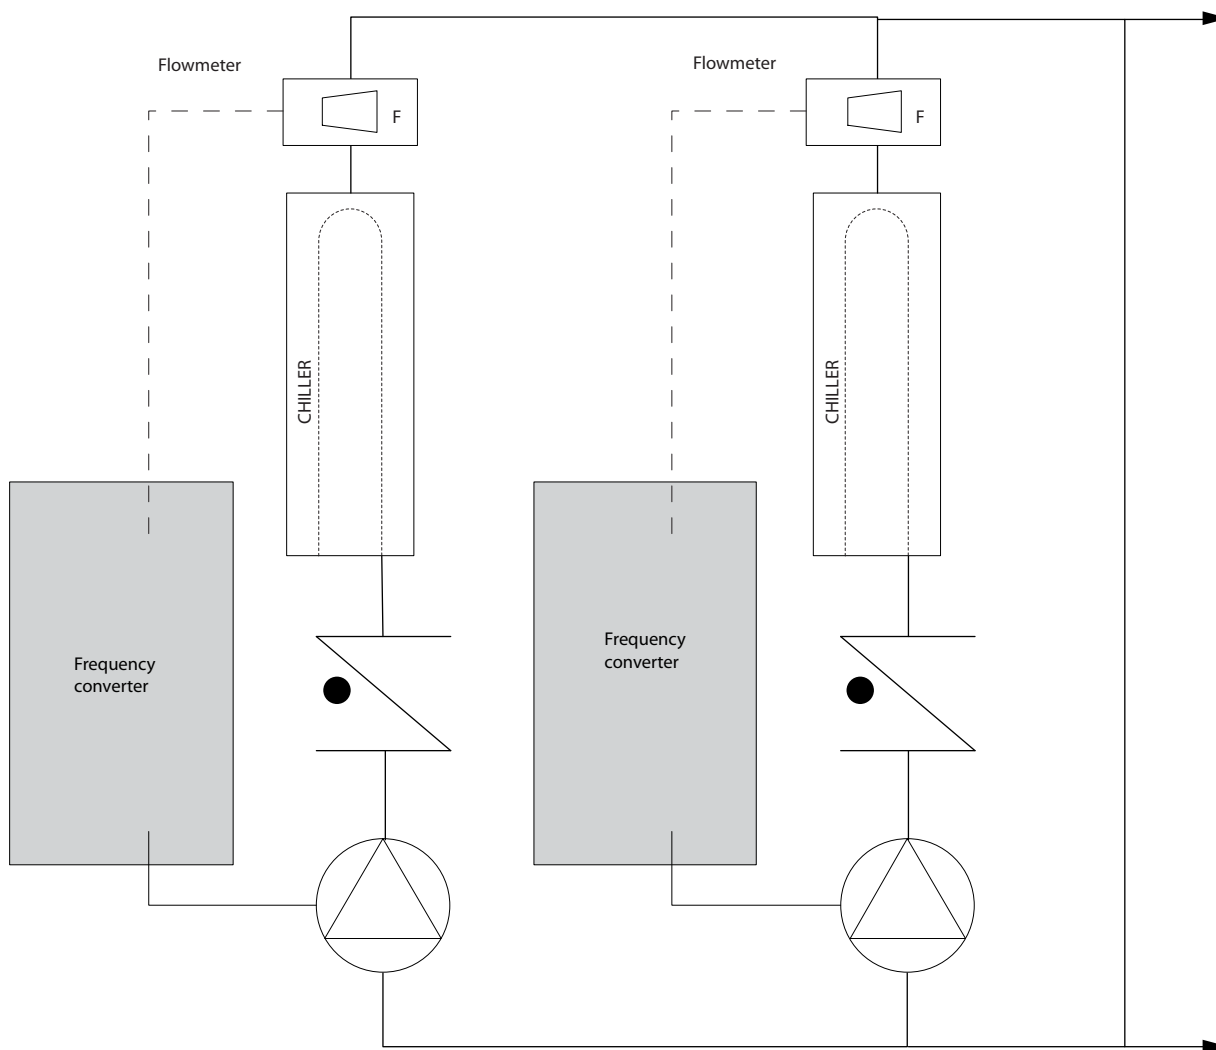 Flowmeter
Flowmeter
F
F
CHILLER
CHILLER
Frequency
converter
Frequency
converter